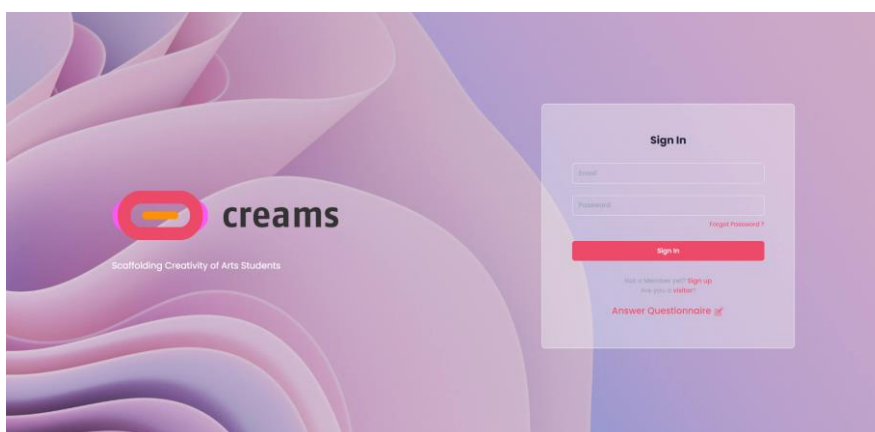 creams
Scaffolding Creativity of Arts Students
Sign In
Email
Password
Forgot Password ?
Sign In
Not a Member yet? Sign up
Are you a visitor?
Answer Questionnaire